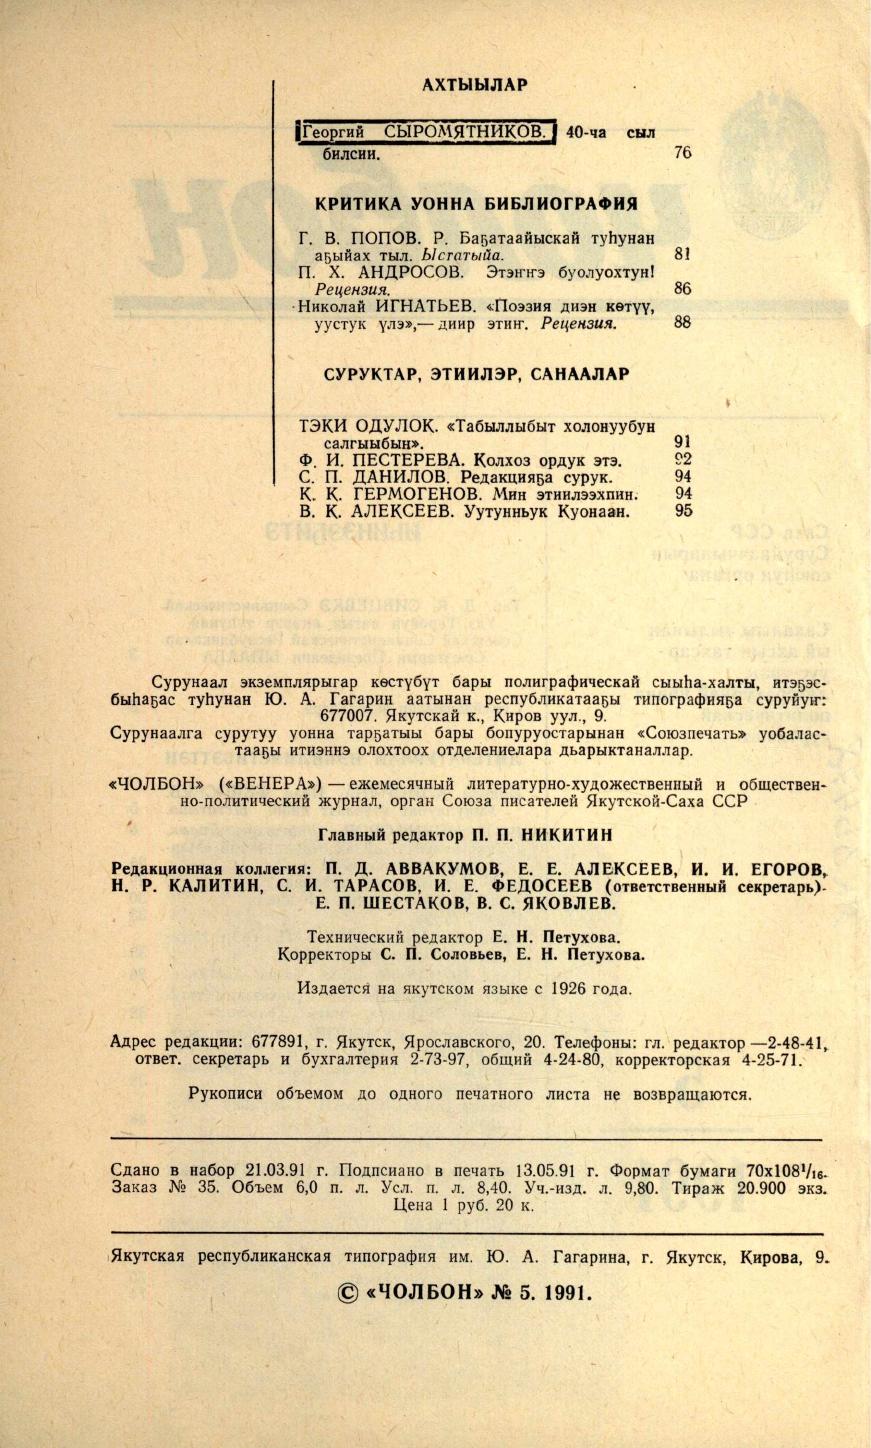 АХТЫЫЛАР
Георгий СЫРОМЯТНИКОВ. 40-ча сыл
билсии. 76
КРИТИКА УОННА БИБЛИОГРАФИЯ
Г. В. ПОПОВ. Р. Баҕатаайыскай туһунан
аҕыйах тыл. Ыстатыйа. 81
П. Х. АНДРОСОВ. Этэҥҥэ буолуохтун!
Рецензия. 86
Николай ИГНАТЬЕВ. «Поэзия диэн көтүү,
уустук үлэ»,— диир этиҥ. Рецензия. 88
СУРУКТАР, ЭТИИЛЭР, САНААЛАР
ТЭКИ ОДУЛОК. «Табыллыбыт холонуубун
салгыыбын». 91
Ф. И. ПЕСТЕРЕВА. Колхоз ордук этэ. 92
С. П. ДАНИЛОВ. Редакцияҕа сурук. 94
К. К. ГЕРМОГЕНОВ. Мин этиилээхпин. 94
В. К. АЛЕКСЕЕВ. Уутунньук Куонаан. 95
Сурунаал экземплярыгар көстүбүт бары полиграфическай сыыһа-халты, итэҕэс-
быһаҕас туһунан Ю. А. Гагарин аатынан республикатааҕы типографияҕа суруйуҥ:
677007. Якутскай к., Киров уул., 9.
Сурунаалга сурутуу уонна тарҕатыы бары бопуруостарынан «Союзпечать» уобалас-
тааҕы итиэннэ олохтоох отделениелара дьарыктаналлар.
«ЧОЛБОН» («ВЕНЕРА») — ежемесячный литературно-художественный и обществен-
но-политический журнал, орган Союза писателей Якутской-Саха ССР
Главный редактор П. П. НИКИТИН
Редакционная коллегия: П. Д. АВВАКУМОВ, Е. Е. АЛЕКСЕЕВ, И. И. ЕГОРОВ,
Н. Р. КАЛИТИН, С. И. ТАРАСОВ, И. Е. ФЕДОСЕЕВ (ответственный секретарь)
Е. П. ШЕСТАКОВ, В. С. ЯКОВЛЕВ.
Технический редактор Е. Н. Петухова.
Корректоры С. П. Соловьев, Е. Н. Петухова.
Издается на якутском языке с 1926 года.
Адрес редакции: 677891, г. Якутск, Ярославского, 20. Телефоны: гл. редактор —2-48-41,
ответ. секретарь и бухгалтерия 2-73-97, общий 4-24-80, корректорская 4-25-71.
Рукописи объемом до одного печатного листа не возвращаются.
Сдано в набор 21.03.91 г. Подпсиано в печать 13.05.91 г. Формат бумаги 70х108¹/₁₆.
Заказ № 35. Объем 6,0 п. л. Усл. п. л. 8,40. Уч.-изд. л. 9,80. Тираж 20.900 экз.
Цена 1 руб. 20 к.
Якутская республиканская типография им. Ю. А. Гагарина, г. Якутск, Кирова, 9.
© «ЧОЛБОН» № 5. 1991.